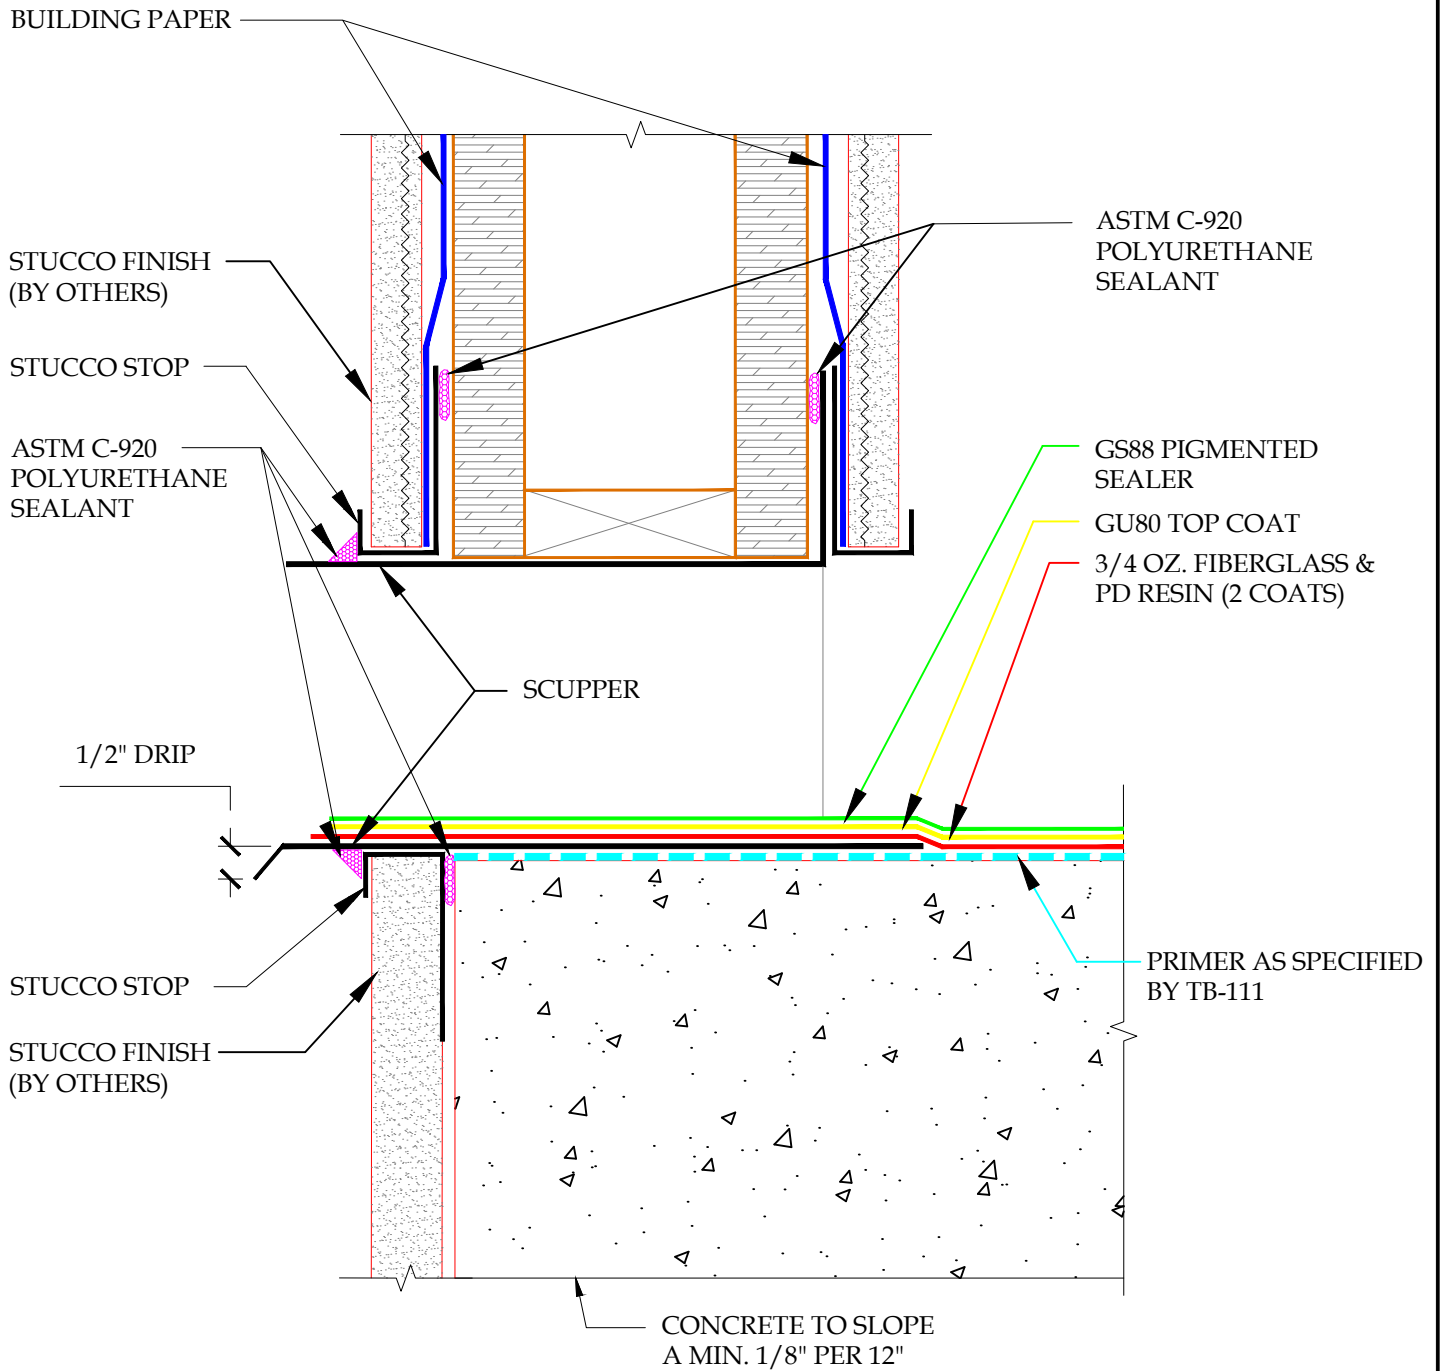 BUILDING PAPER
ASTM C-920
POLYURETHANE
SEALANT
STUCCO FINISH
(BY OTHERS)
STUCCO STOP
ASTM C-920
POLYURETHANE
SEALANT
GS88 PIGMENTED
SEALER
GU80 TOP COAT
3/4 OZ. FIBERGLASS &
PD RESIN (2 COATS)
SCUPPER
1/2" DRIP
PRIMER AS SPECIFIED
BY TB-111
STUCCO STOP
STUCCO FINISH
(BY OTHERS)
CONCRETE TO SLOPE
A MIN. 1/8" PER 12"